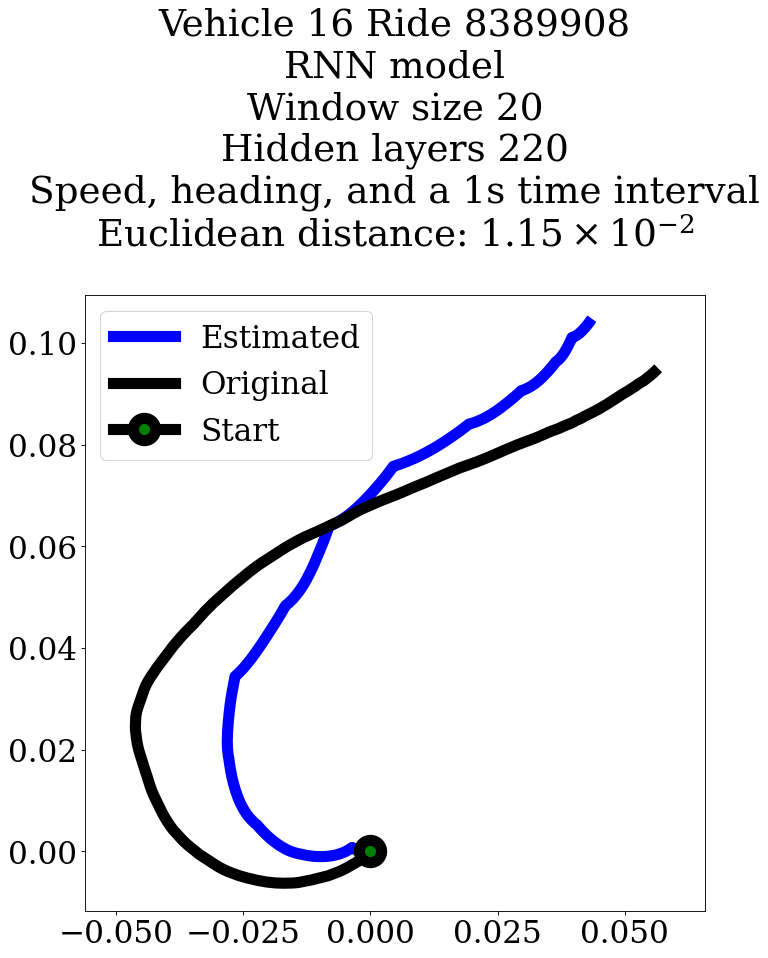 Vehicle 16 Ride 8389908
RNN model
Window size 20
Hidden layers 220
Speed, heading, and a 1s time interval
Euclidean distance: 1.15 × 10⁻²
Estimated
Original
Start
0.10
0.08
0.06
0.04
0.02
0.00
−0.050 −0.025 0.000 0.025 0.050